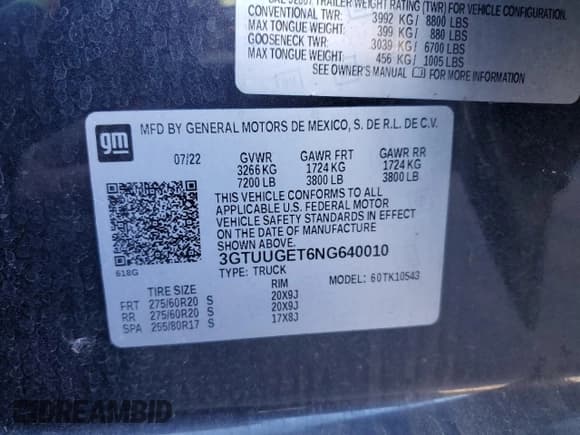 SAE J2807 TRAILER WEIGHT RATING (TWR) FOR VEHICLE CONFIGURATION.
CONVENTIONAL TWR: 3992 KG / 8800 LBS
MAX TONGUE WEIGHT: 399 KG / 880 LBS
GOOSENECK TWR: 3039 KG / 6700 LBS
MAX TONGUE WEIGHT: 456 KG / 1005 LBS
SEE OWNER'S MANUAL FOR MORE INFORMATION
gm MFD BY GENERAL MOTORS DE MEXICO, S. DE R.L. DE C.V.
07/22 GVWR GAWR FRT GAWR RR
3266 KG 1724 KG 1724 KG
7200 LB 3800 LB 3800 LB
THIS VEHICLE CONFORMS TO ALL
APPLICABLE U.S. FEDERAL MOTOR
VEHICLE SAFETY STANDARDS IN EFFECT
ON THE DATE OF MANUFACTURE
SHOWN ABOVE.
618G 3GTUUGET6NG640010
TYPE: TRUCK MODEL: 60TK10543
TIRE SIZE RIM
FRT 275/60R20 S 20X9J
RR 275/60R20 S 20X9J
SPA 255/80R17 S 17X8J
DREAMBID